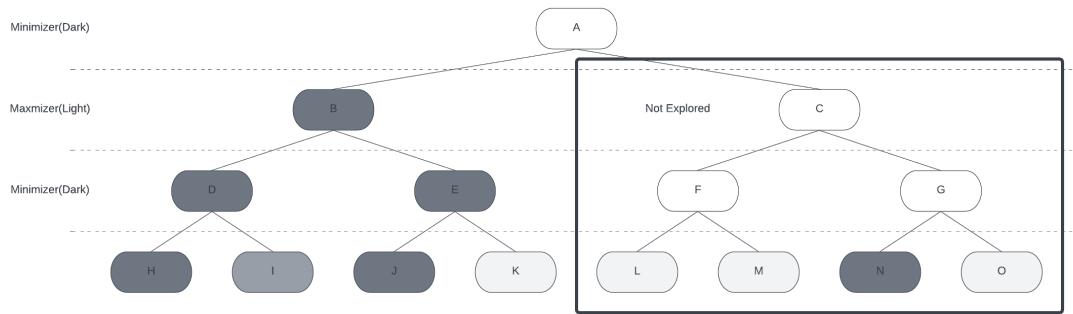 Minimizer(Dark)
A
Maxmizer(Light)
B
Not Explored
C
Minimizer(Dark)
D
E
F
G
H
I
J
K
L
M
N
O